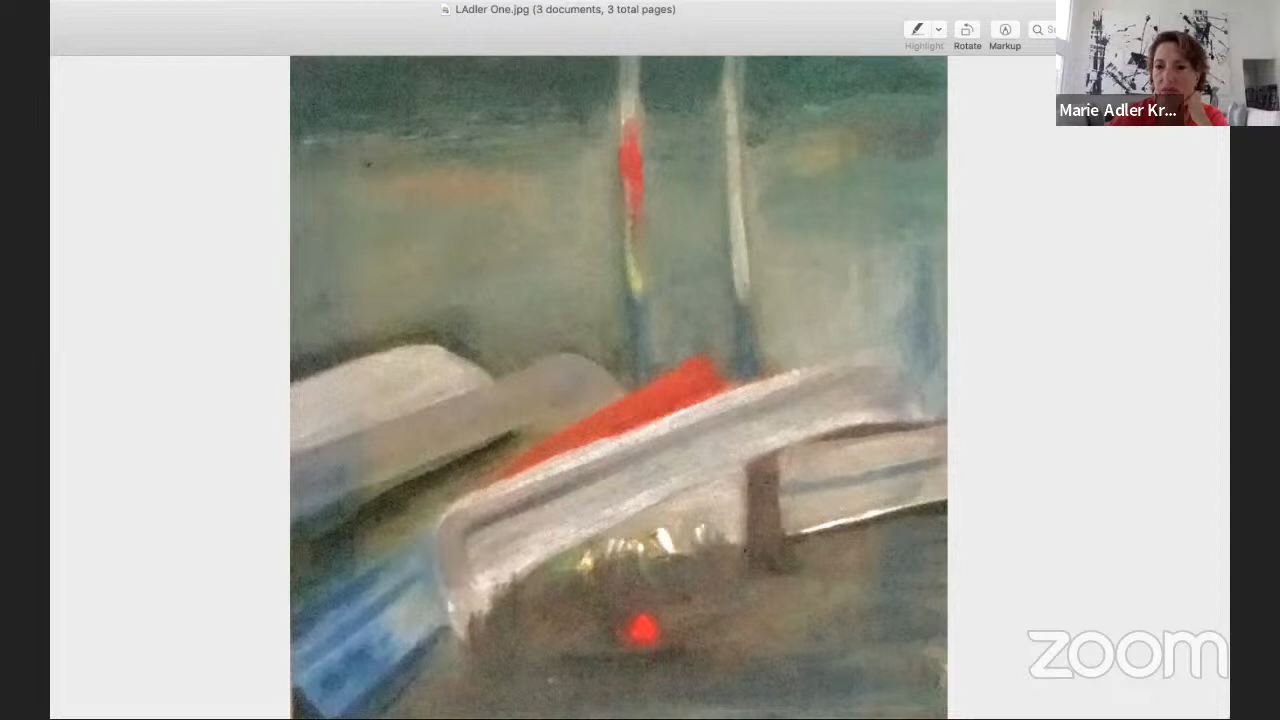 LAdler One.jpg (3 documents, 3 total pages)
Highlight
Rotate
Markup
Marie Adler Kr...
zoom